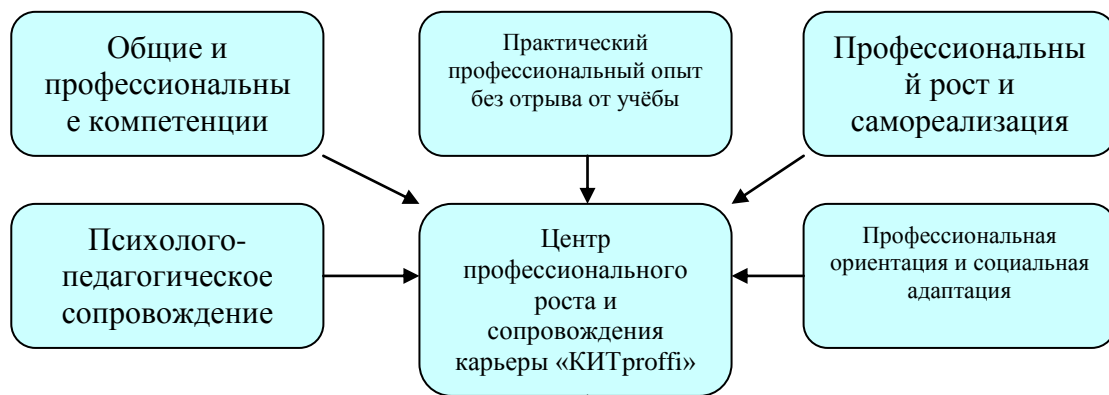 Общие и
профессиональны
е компетенции
Практический
профессиональный опыт
без отрыва от учёбы
Профессиональны
й рост и
самореализация
Психолого-
педагогическое
сопровождение
Центр
профессионального
роста и
сопровождения
карьеры «КИТproffi»
Профессиональная
ориентация и социальная
адаптация